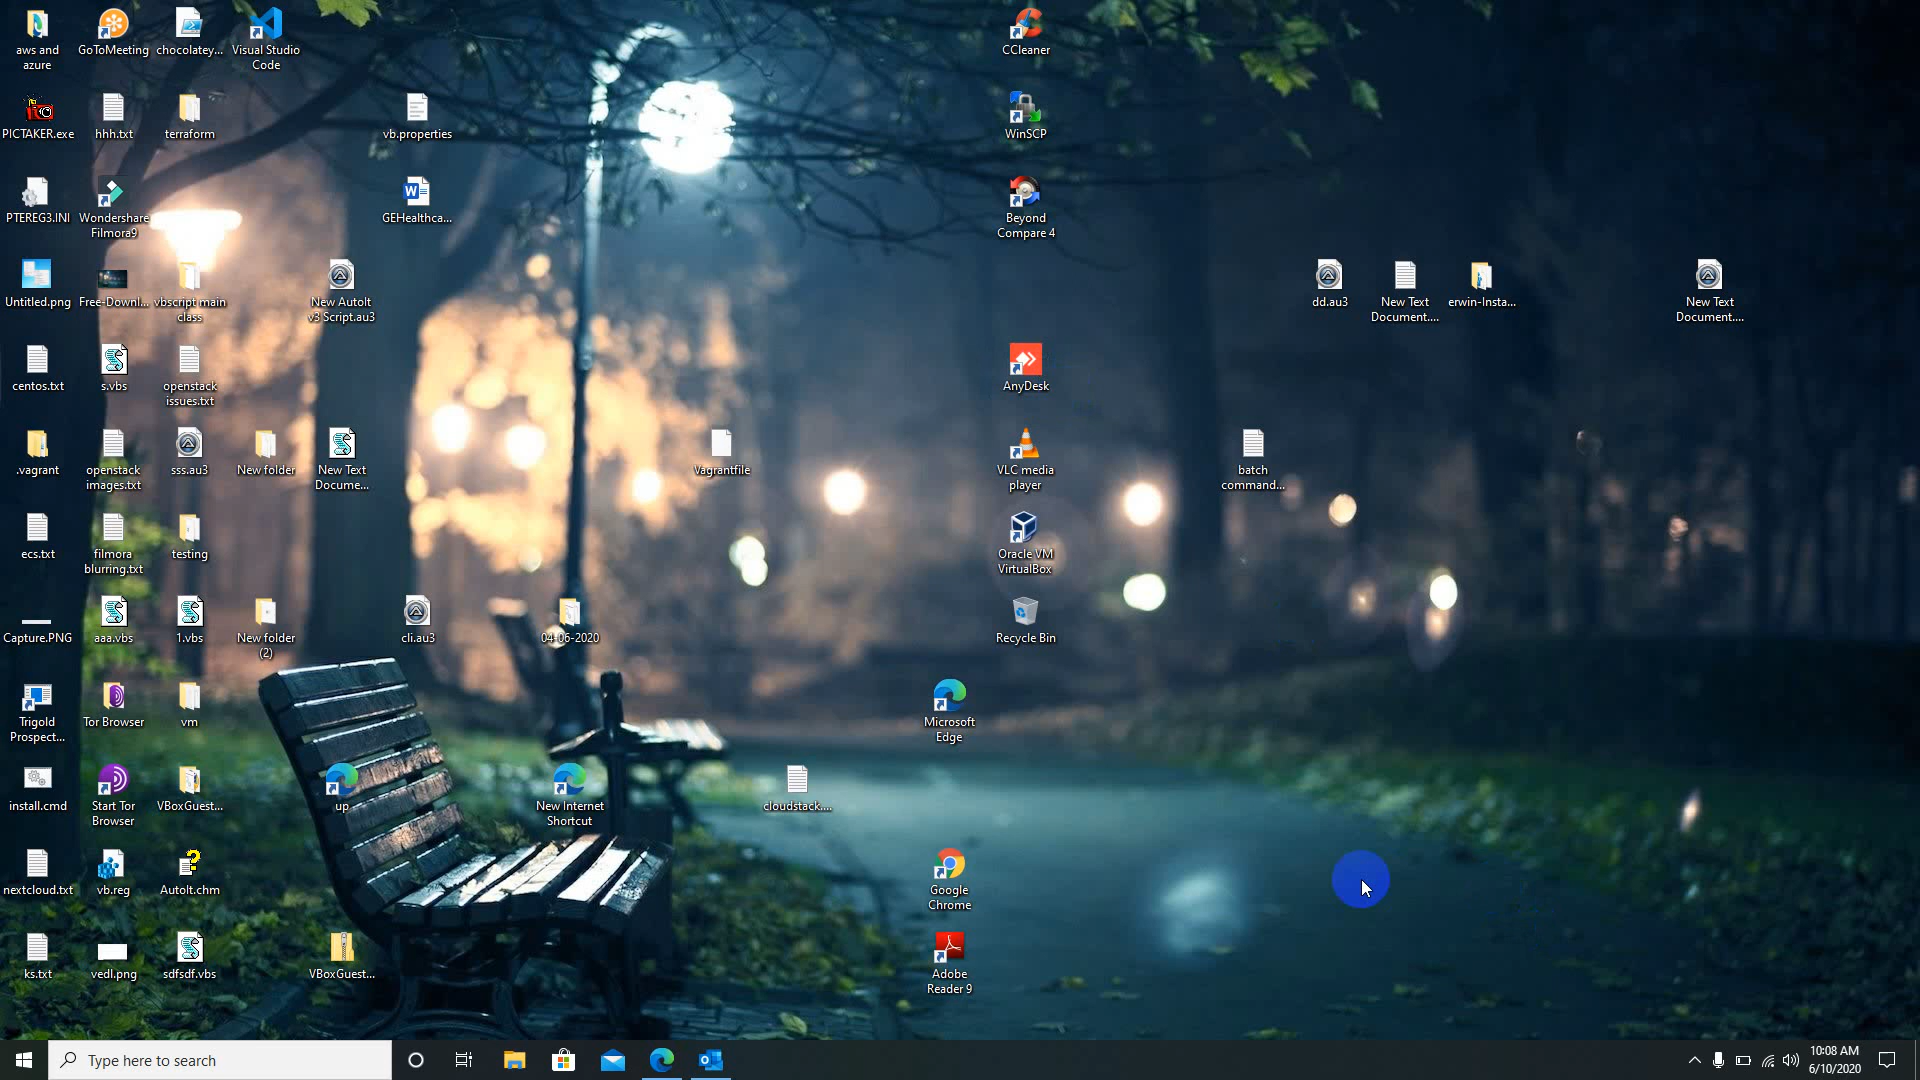 aws and
azure
GoToMeeting
chocolatey...
Visual Studio
Code
CCleaner
PICTAKER.exe
hhh.txt
terraform
vb.properties
WinSCP
PTEREG3.INI
Wondershare
Filmora9
GEHealthca...
Beyond
Compare 4
Untitled.png
Free-Downl...
vbscript main
class
New AutoIt
v3 Script.au3
dd.au3
New Text
Document....
erwin-Insta...
New Text
Document....
centos.txt
s.vbs
openstack
issues.txt
AnyDesk
.vagrant
openstack
images.txt
sss.au3
New folder
New Text
Docume...
Vagrantfile
VLC media
player
batch
command...
ecs.txt
filmora
blurring.txt
testing
Oracle VM
VirtualBox
Capture.PNG
aaa.vbs
1.vbs
New folder
(2)
cli.au3
04-06-2020
Recycle Bin
Trigold
Prospect...
Tor Browser
vm
Microsoft
Edge
install.cmd
Start Tor
Browser
VBoxGuest...
up
New Internet
Shortcut
cloudstack....
nextcloud.txt
vb.reg
AutoIt.chm
Google
Chrome
ks.txt
vedl.png
sdfsdf.vbs
VBoxGuest...
Adobe
Reader 9
Type here to search
10:08 AM
6/10/2020